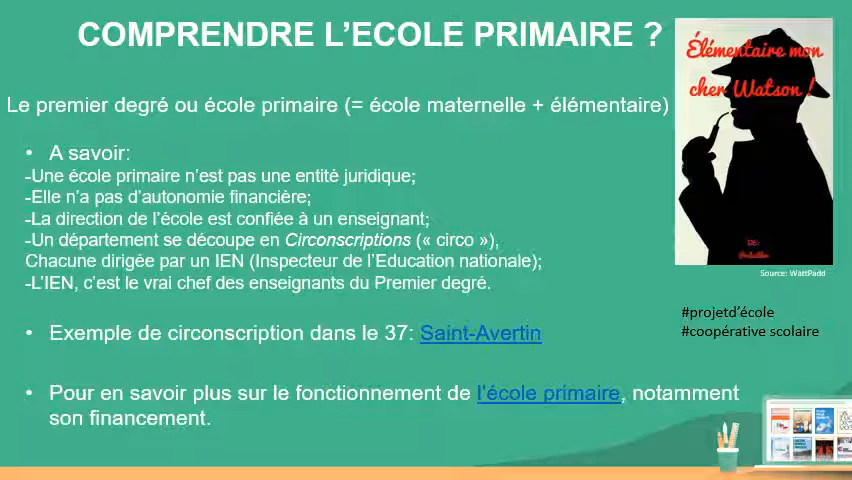 COMPRENDRE L’ECOLE PRIMAIRE ?
Élémentaire mon
cher Watson !
Le premier degré ou école primaire (= école maternelle + élémentaire)
• A savoir:
-Une école primaire n’est pas une entité juridique;
-Elle n’a pas d’autonomie financière;
-La direction de l’école est confiée à un enseignant;
-Un département se découpe en Circonscriptions (« circo »),
Chacune dirigée par un IEN (Inspecteur de l’Education nationale);
-L’IEN, c’est le vrai chef des enseignants du Premier degré.
Source: WattPadd
#projetd’école
#coopérative scolaire
• Exemple de circonscription dans le 37: Saint-Avertin
• Pour en savoir plus sur le fonctionnement de l’école primaire, notamment
son financement.